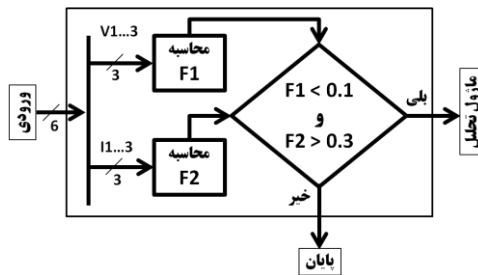 V1...3
3
محاسبه
F1
ورودی
6
I1...3
3
محاسبه
F2
F1 < 0.1
و
F2 > 0.3
بلی
ماژول تحلیل
خیر
پایان